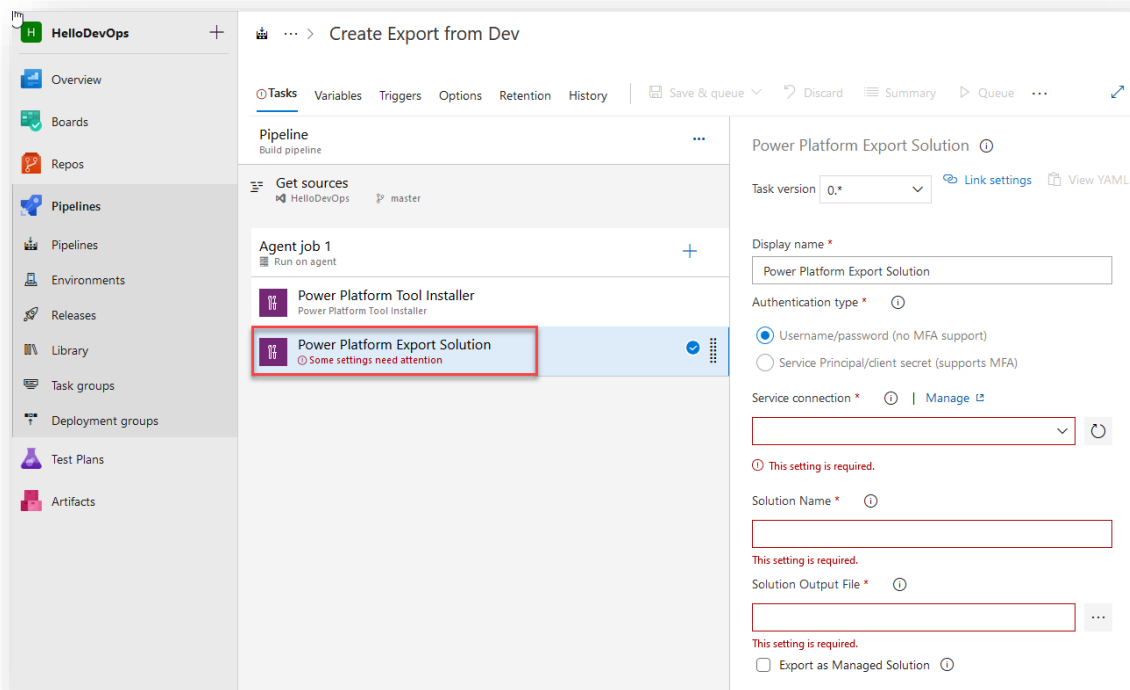 H HelloDevOps
Overview
Boards
Repos
Pipelines
Pipelines
Environments
Releases
Library
Task groups
Deployment groups
Test Plans
Artifacts
... > Create Export from Dev
Tasks Variables Triggers Options Retention History Save & queue Discard Summary Queue ...
Pipeline
Build pipeline
...
Get sources
HelloDevOps master
Agent job 1
Run on agent
Power Platform Tool Installer
Power Platform Tool Installer
Power Platform Export Solution
Some settings need attention
Power Platform Export Solution
Task version 0.* Link settings View YAML
Display name *
Power Platform Export Solution
Authentication type *
Username/password (no MFA support)
Service Principal/client secret (supports MFA)
Service connection * | Manage
This setting is required.
Solution Name *
This setting is required.
Solution Output File *
...
This setting is required.
Export as Managed Solution